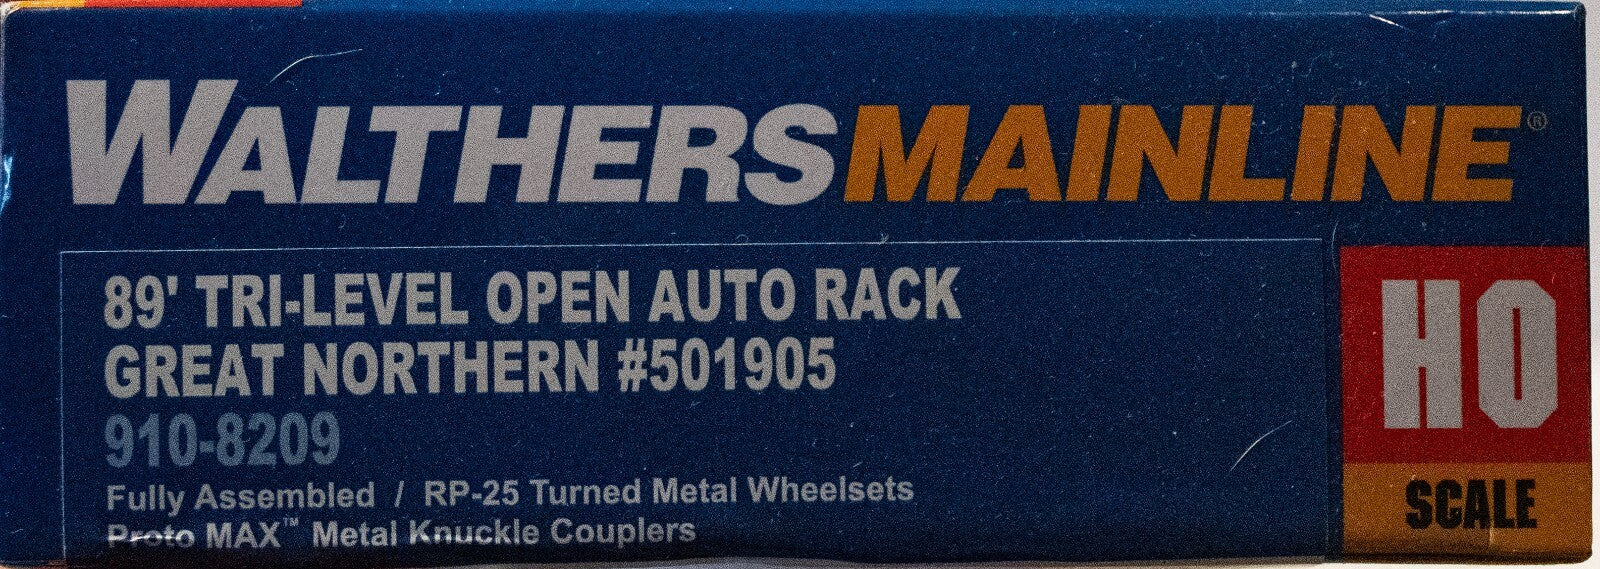 WALTHERSMAINLINE®
89' TRI-LEVEL OPEN AUTO RACK
GREAT NORTHERN #501905
910-8209
Fully Assembled / RP-25 Turned Metal Wheelsets
Proto MAX™ Metal Knuckle Couplers
HO
SCALE